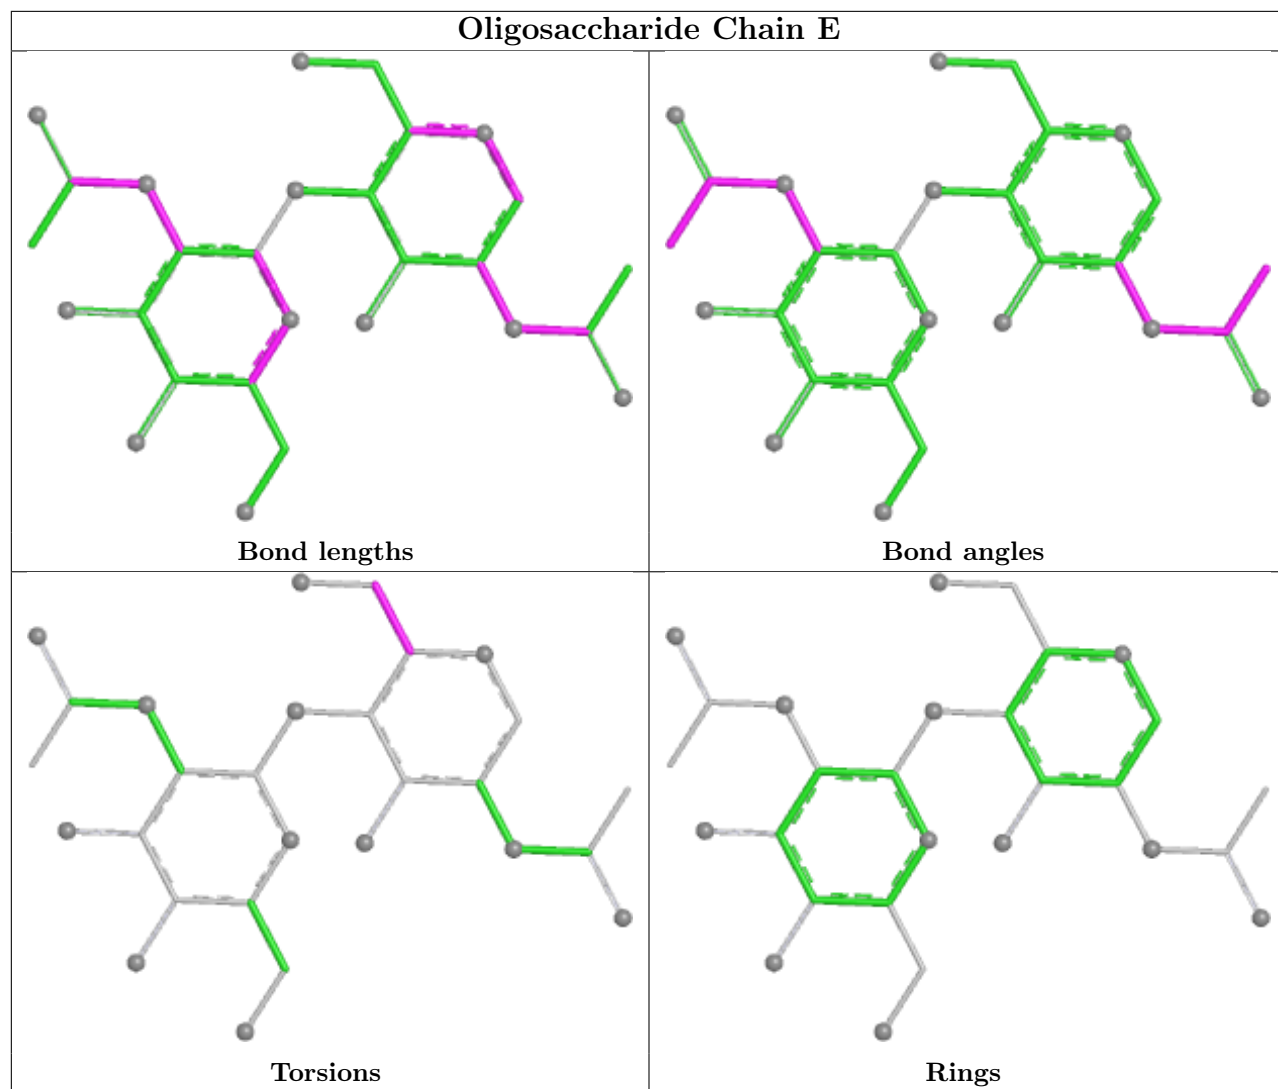 Oligosaccharide Chain E
Bond lengths
Bond angles
Torsions
Rings